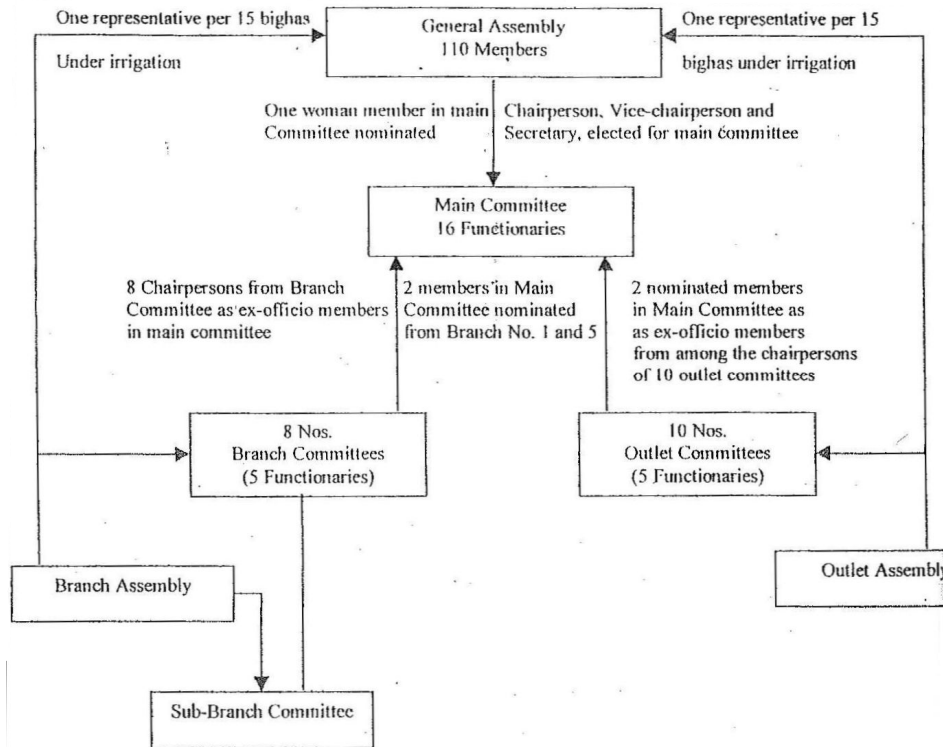 One representative per 15 bighas
Under irrigation
General Assembly
110 Members
One representative per 15
bighas under irrigation
One woman member in main
Committee nominated
Chairperson, Vice-chairperson and
Secretary, elected for main committee
Main Committee
16 Functionaries
8 Chairpersons from Branch
Committee as ex-officio members
in main committee
2 members in Main
Committee nominated
from Branch No. 1 and 5
2 nominated members
in Main Committee as
as ex-officio members
from among the chairpersons
of 10 outlet committees
8 Nos.
Branch Committees
(5 Functionaries)
10 Nos.
Outlet Committees
(5 Functionaries)
Branch Assembly
Outlet Assembly
Sub-Branch Committee